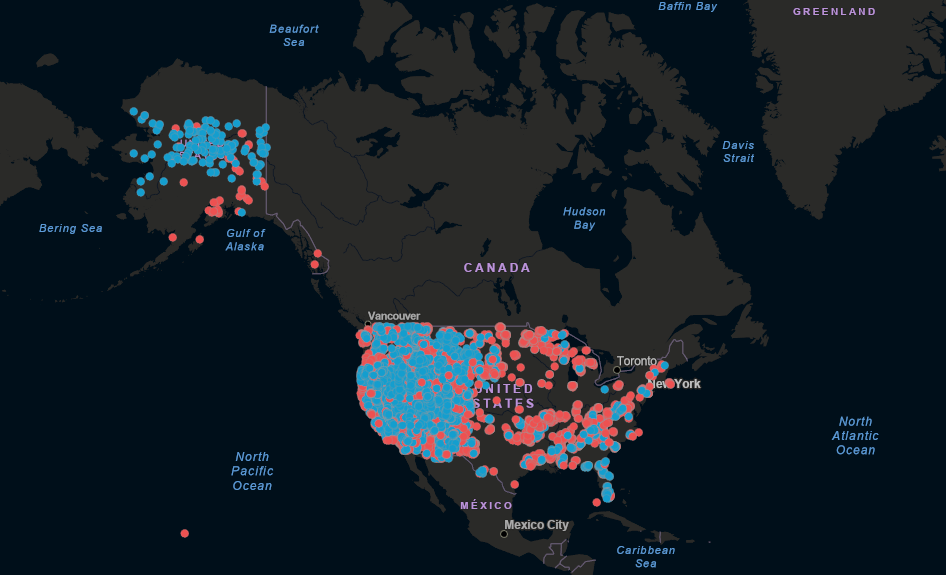 Baffin Bay
GREENLAND
Beaufort
Sea
Davis
Strait
Hudson
Bay
Bering Sea
Gulf of
Alaska
CANADA
Vancouver
Toronto
New York
UNITED
STATES
North
Pacific
Ocean
North
Atlantic
Ocean
MÉXICO
Mexico City
Caribbean
Sea